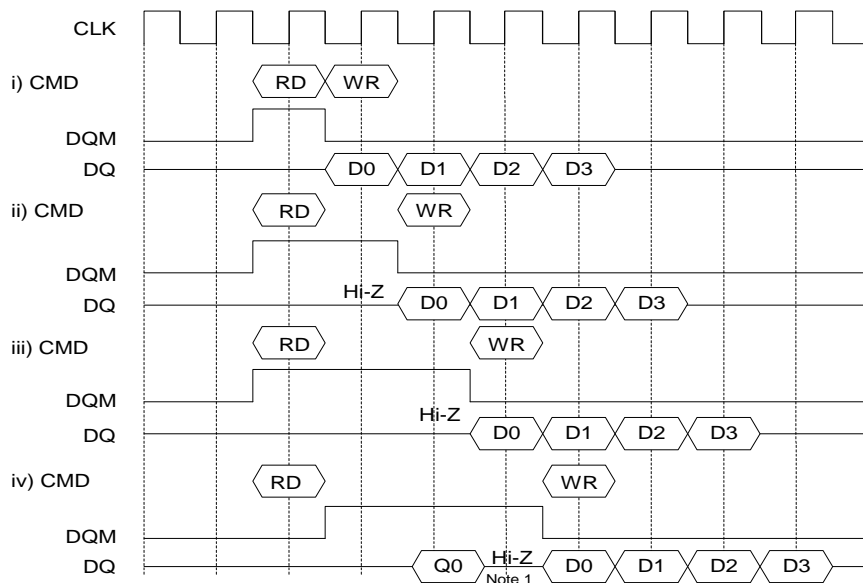 CLK
i) CMD RD WR
DQM
DQ D0 D1 D2 D3
ii) CMD RD WR
DQM
Hi-Z
DQ D0 D1 D2 D3
iii) CMD RD WR
DQM
Hi-Z
DQ D0 D1 D2 D3
iv) CMD RD WR
DQM
DQ Q0 Hi-Z D0 D1 D2 D3
Note 1